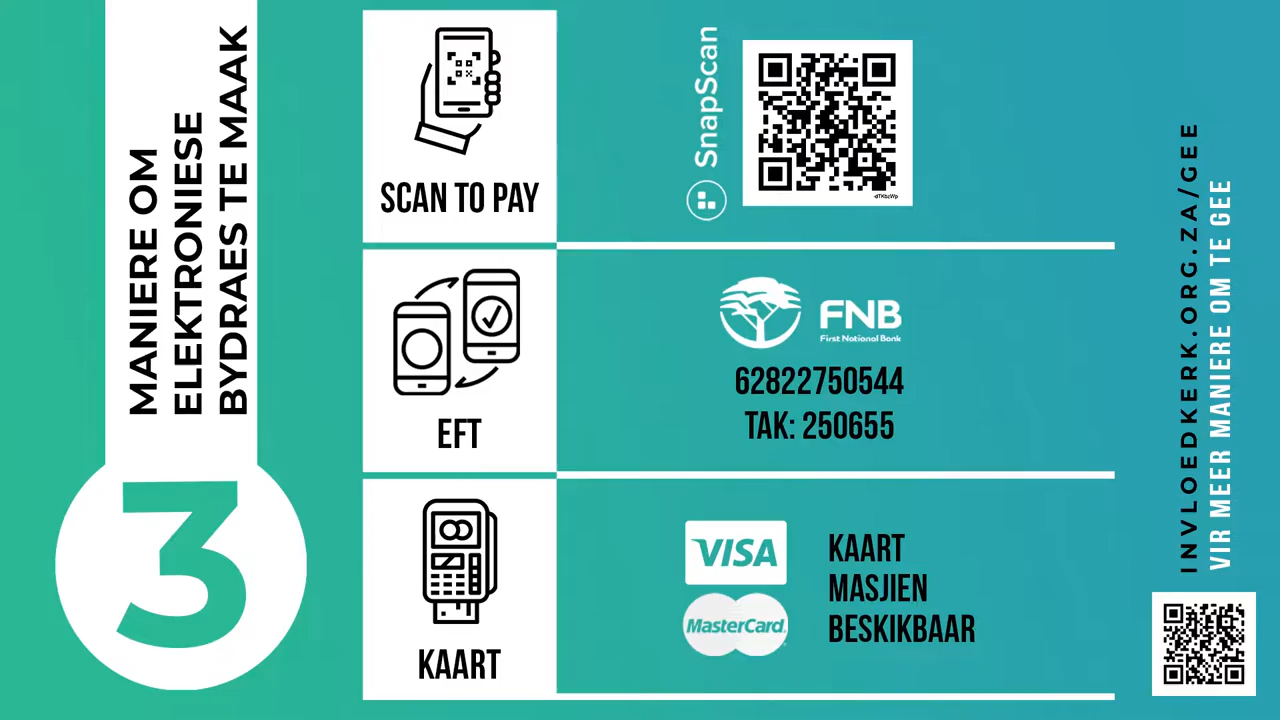 MANIERE OM
ELEKTRONIESE
BYDRAES TE MAAK
3
SCAN TO PAY
SnapScan
EFT
FNB
First National Bank
62822750544
TAK: 250655
KAART
VISA
MasterCard
KAART
MASJIEN
BESKIKBAAR
INVLOEDKERK.ORG.ZA/GEE
VIR MEER MANIERE OM TE GEE